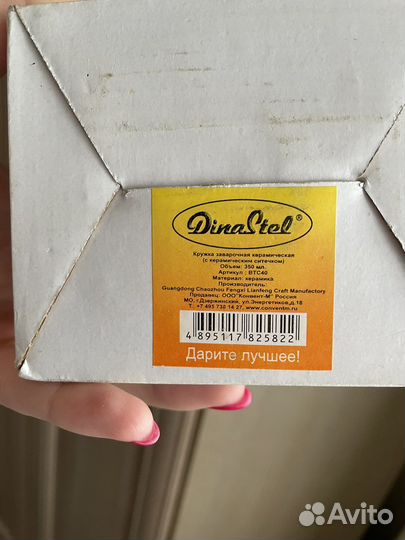 DinaStel ®
Кружка заварочная керамическая
(с керамическим ситечком)
Объем: 350 мл.
Артикул : BTC40
Материал: керамика
Производитель:
Guangdong Chaozhou Fengxi Lianfeng Craft Manufactory
Продавец: ООО"Конвент-М" Россия
МО, г.Дзержинский, ул.Энергетиков,д.18
Т. +7 495 730 14 27, www.conventm.ru
4 895117 825822
Дарите лучшее!
Avito